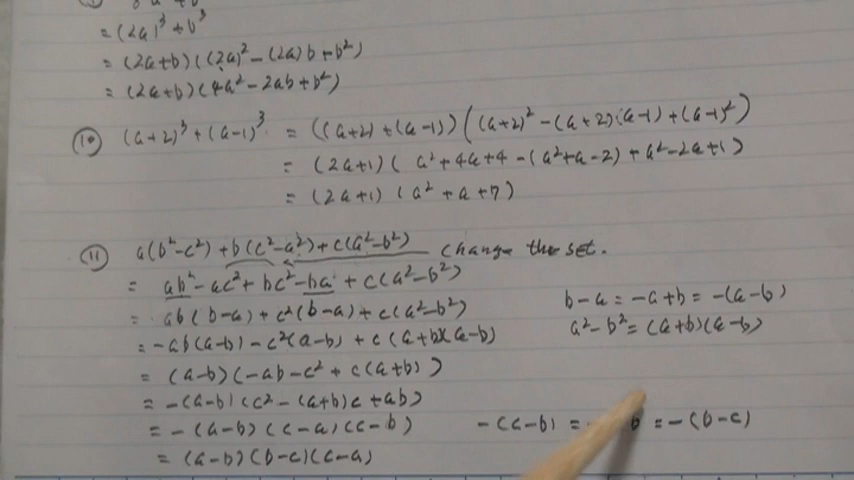 = (2a)³ + b³
= (2a+b)((2a)² - (2a)b + b²)
= (2a+b)(4a² - 2ab + b²)
⑩ (a+2)³ + (a-1)³ = ((a+2) + (a-1))((a+2)² - (a+2)(a-1) + (a-1)²)
= (2a+1)(a² + 4a + 4 - (a² + a - 2) + a² - 2a + 1)
= (2a+1)(a² + a + 7)
⑪ a(b²-c²) + b(c²-a²) + c(a²-b²) change the set.
= ab² - ac² + bc² - ba² + c(a²-b²)
= ab(b-a) + c²(b-a) + c(a²-b²) b-a = -a+b = -(a-b)
= -ab(a-b) - c²(a-b) + c(a+b)(a-b) a²-b² = (a+b)(a-b)
= (a-b)(-ab - c² + c(a+b))
= -(a-b)(c² - (a+b)c + ab)
= -(a-b)(c-a)(c-b) -(c-b) = b = -(b-c)
= (a-b)(b-c)(c-a)